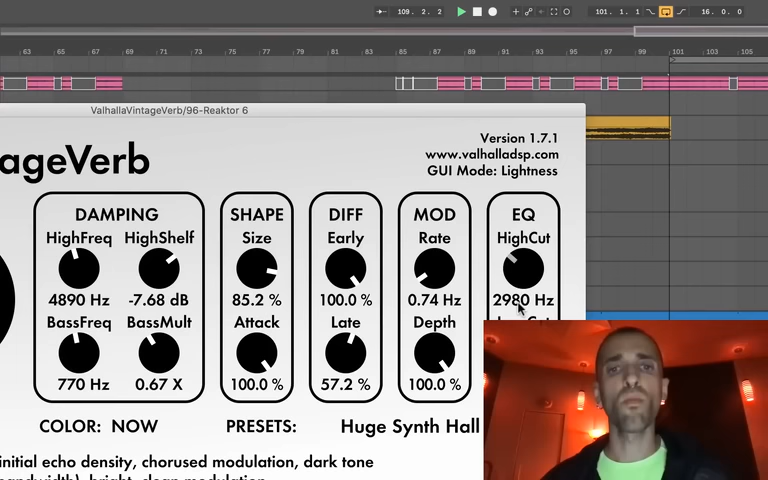 109. 2. 2
101. 1. 1
16. 0. 0
63 65 67 69 71 73 75 77 79 81 83 85 87 89 91 93 95 97 99 101 103 105
ValhallaVintageVerb/96-Reaktor 6
tageVerb
Version 1.7.1
www.valhalladsp.com
GUI Mode: Lightness
DAMPING SHAPE DIFF MOD EQ
HighFreq HighShelf Size Early Rate HighCut
4890 Hz -7.68 dB 85.2 % 100.0 % 0.74 Hz 2980 Hz
BassFreq BassMult Attack Late Depth
770 Hz 0.67 X 100.0 % 57.2 % 100.0 %
COLOR: NOW PRESETS: Huge Synth Hall
initial echo density, chorused modulation, dark tone
bandwidth), bright, clean modulation